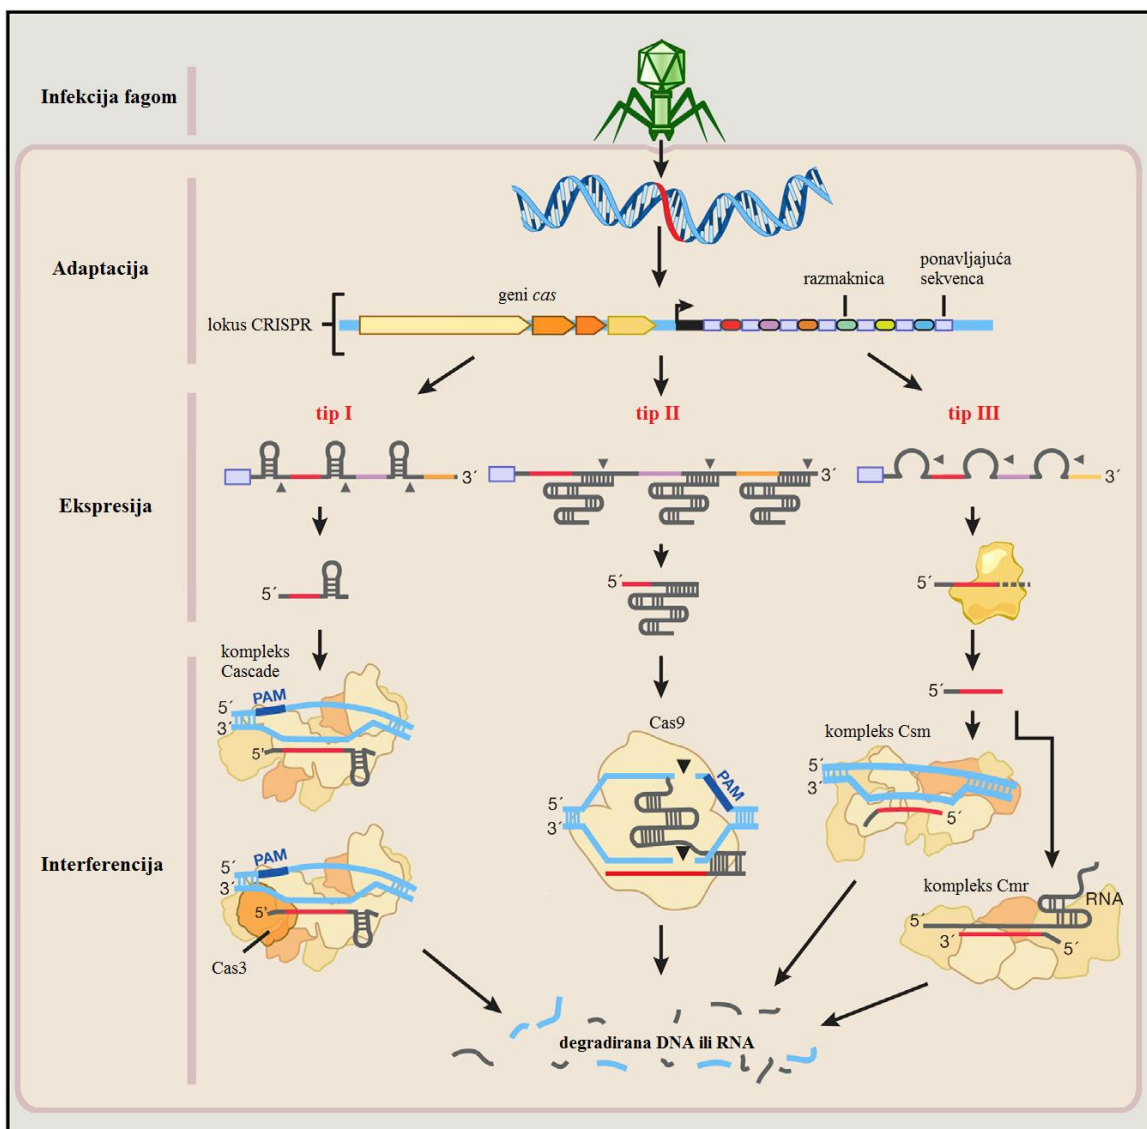 Infekcija fagom
Adaptacija
razmaknica
ponavljajuća
sekvenca
geni cas
lokus CRISPR
tip I
tip II
tip III
3´
3´
3´
Ekspresija
5´
5´
5´
kompleks
Cascade
PAM
5´
3´
5’
Cas9
PAM
5´
3´
5´
kompleks Csm
5´
3´
5´
Interferencija
PAM
5´
3´
5’
Cas3
kompleks Cmr
RNA
5´
3´
5´
degradirana DNA ili RNA